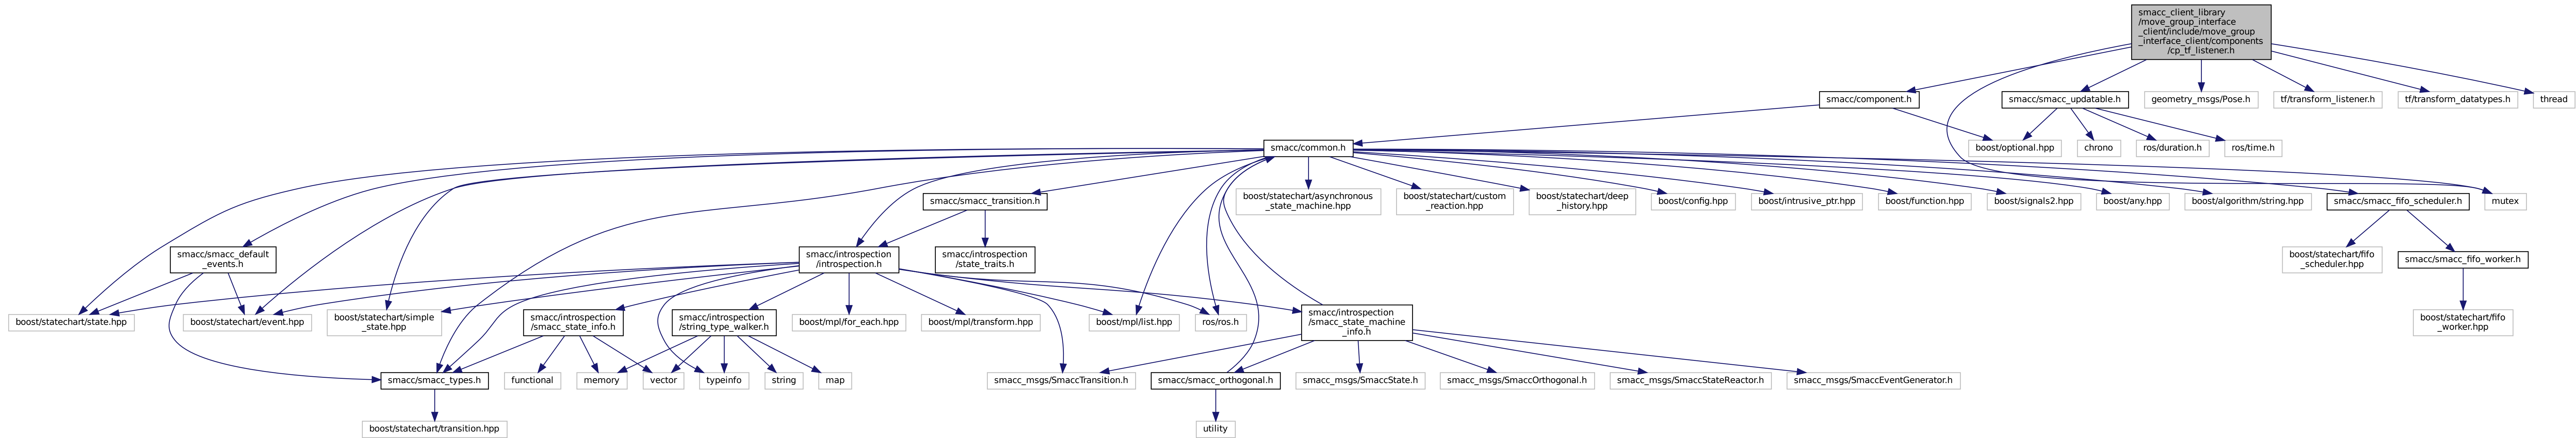 smacc_client_library
/move_group_interface
_client/include/move_group
_interface_client/components
/cp_tf_listener.h
smacc/component.h
smacc/smacc_updatable.h
geometry_msgs/Pose.h
tf/transform_listener.h
tf/transform_datatypes.h
thread
smacc/common.h
boost/optional.hpp
chrono
ros/duration.h
ros/time.h
smacc/smacc_transition.h
boost/statechart/asynchronous
_state_machine.hpp
boost/statechart/custom
_reaction.hpp
boost/statechart/deep
_history.hpp
boost/config.hpp
boost/intrusive_ptr.hpp
boost/function.hpp
boost/signals2.hpp
boost/any.hpp
boost/algorithm/string.hpp
smacc/smacc_fifo_scheduler.h
mutex
smacc/smacc_default
_events.h
smacc/introspection
/introspection.h
smacc/introspection
/state_traits.h
boost/statechart/fifo
_scheduler.hpp
smacc/smacc_fifo_worker.h
boost/statechart/state.hpp
boost/statechart/event.hpp
boost/statechart/simple
_state.hpp
smacc/introspection
/smacc_state_info.h
smacc/introspection
/string_type_walker.h
boost/mpl/for_each.hpp
boost/mpl/transform.hpp
boost/mpl/list.hpp
ros/ros.h
smacc/introspection
/smacc_state_machine
_info.h
boost/statechart/fifo
_worker.hpp
smacc/smacc_types.h
functional
memory
vector
typeinfo
string
map
smacc_msgs/SmaccTransition.h
smacc/smacc_orthogonal.h
smacc_msgs/SmaccState.h
smacc_msgs/SmaccOrthogonal.h
smacc_msgs/SmaccStateReactor.h
smacc_msgs/SmaccEventGenerator.h
boost/statechart/transition.hpp
utility